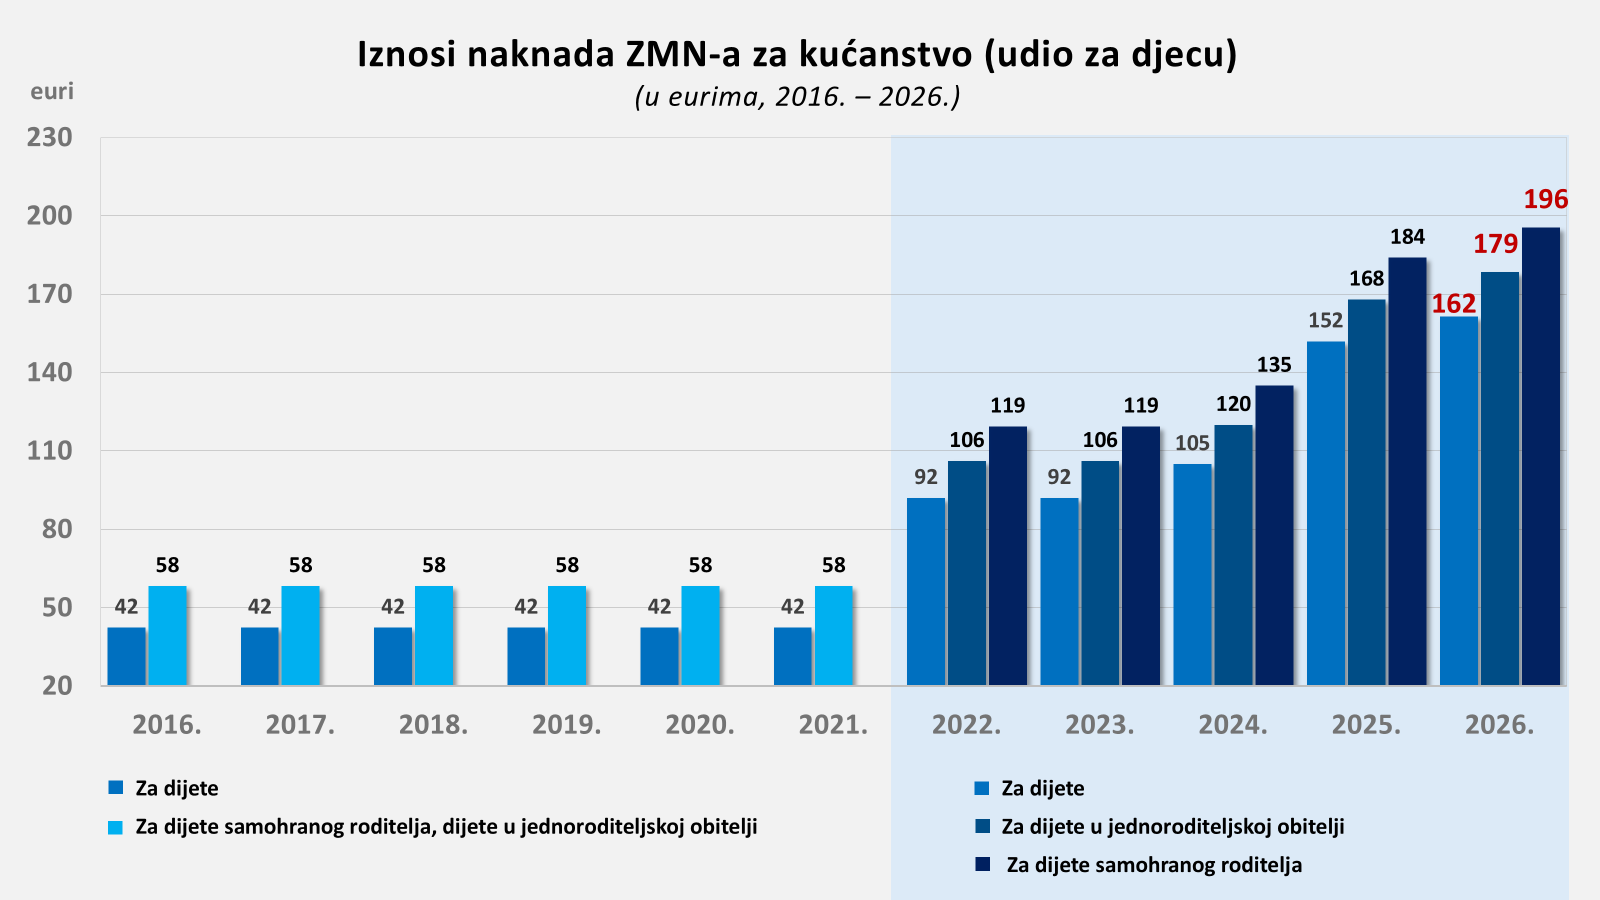 Iznosi naknada ZMN-a za kućanstvo (udio za djecu)
(u eurima, 2016. – 2026.)
euri
230
200
170
140
110
80
50
20
42 58
42 58
42 58
42 58
42 58
42 58
92 106 119
92 106 119
105 120 135
152 168 184
162 179 196
2016. 2017. 2018. 2019. 2020. 2021. 2022. 2023. 2024. 2025. 2026.
Za dijete
Za dijete samohranog roditelja, dijete u jednoroditeljskoj obitelji
Za dijete
Za dijete u jednoroditeljskoj obitelji
Za dijete samohranog roditelja